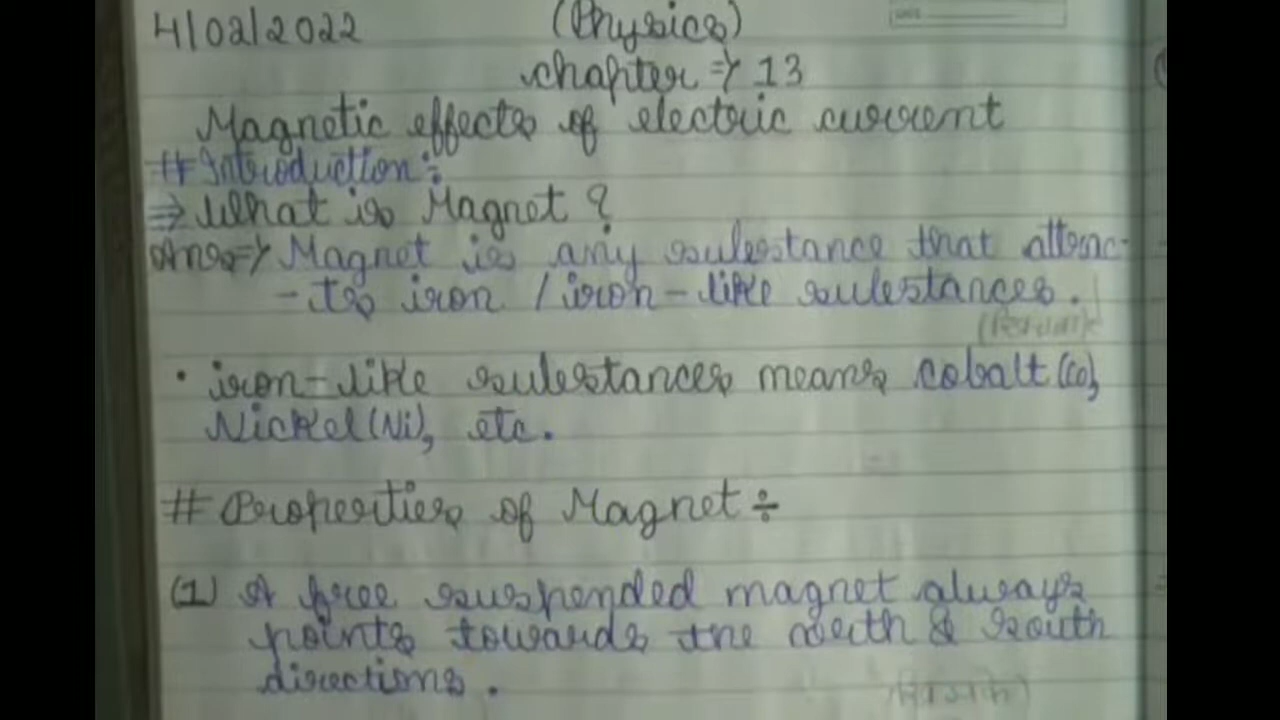 4/02/2022
(Physics)
chapter => 13
Magnetic effects of electric current
# Introduction ÷
=> What is Magnet ?
Ans => Magnet is any substance that attrac-
-ts iron / iron-like substances.
• iron-like substances means cobalt (Co),
Nickel (Ni), etc.
# Properties of Magnet ÷
(1) A free suspended magnet always
points towards the north & South
directions.